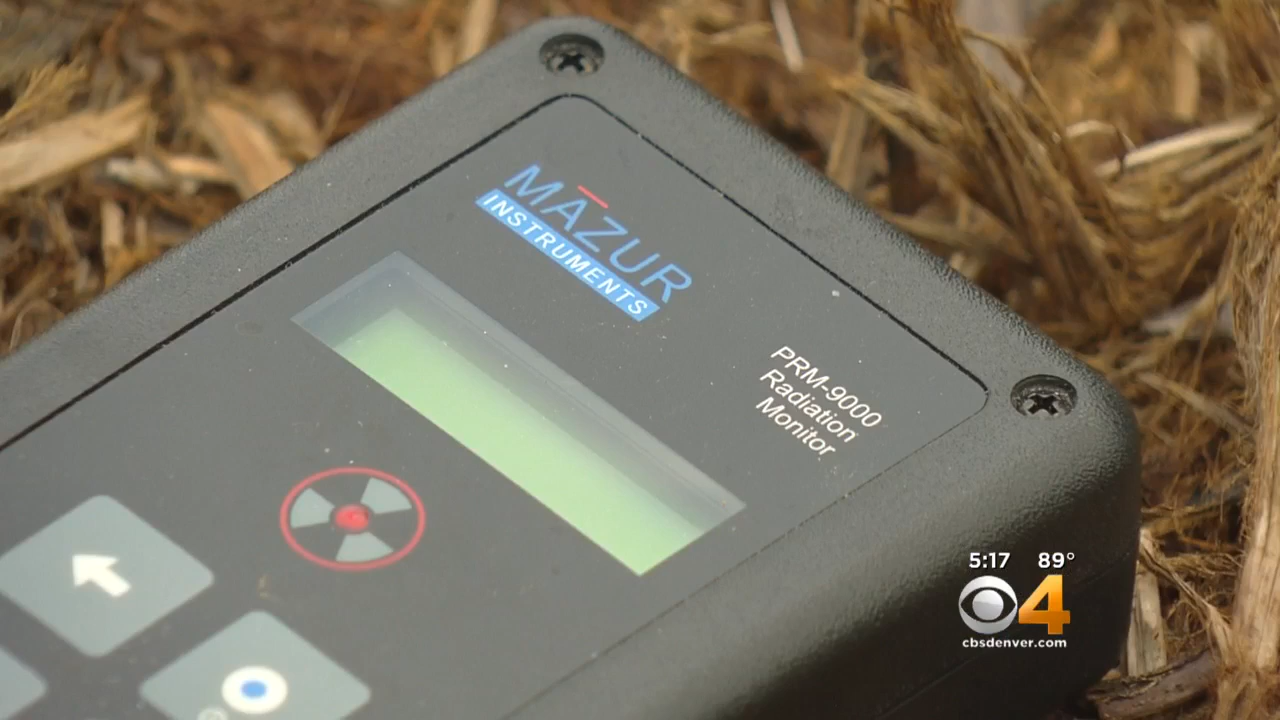 MAZUR
INSTRUMENTS
PRM-9000
Radiation
Monitor
5:17 89°
4
cbsdenver.com